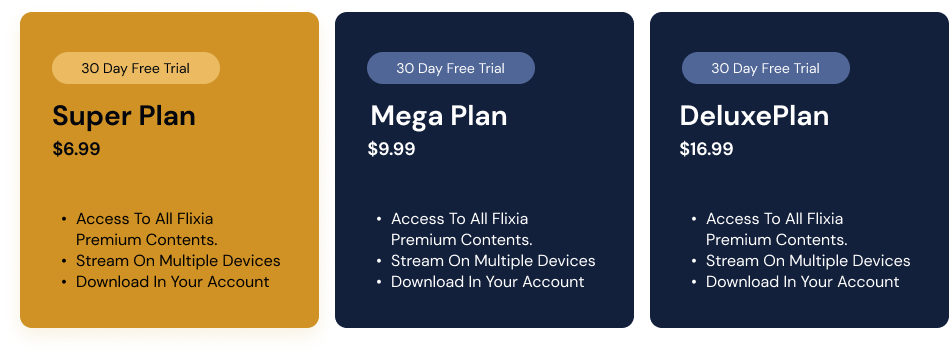 30 Day Free Trial
Super Plan
$6.99
• Access To All Flixia
Premium Contents.
• Stream On Multiple Devices
• Download In Your Account
30 Day Free Trial
Mega Plan
$9.99
• Access To All Flixia
Premium Contents.
• Stream On Multiple Devices
• Download In Your Account
30 Day Free Trial
DeluxePlan
$16.99
• Access To All Flixia
Premium Contents.
• Stream On Multiple Devices
• Download In Your Account